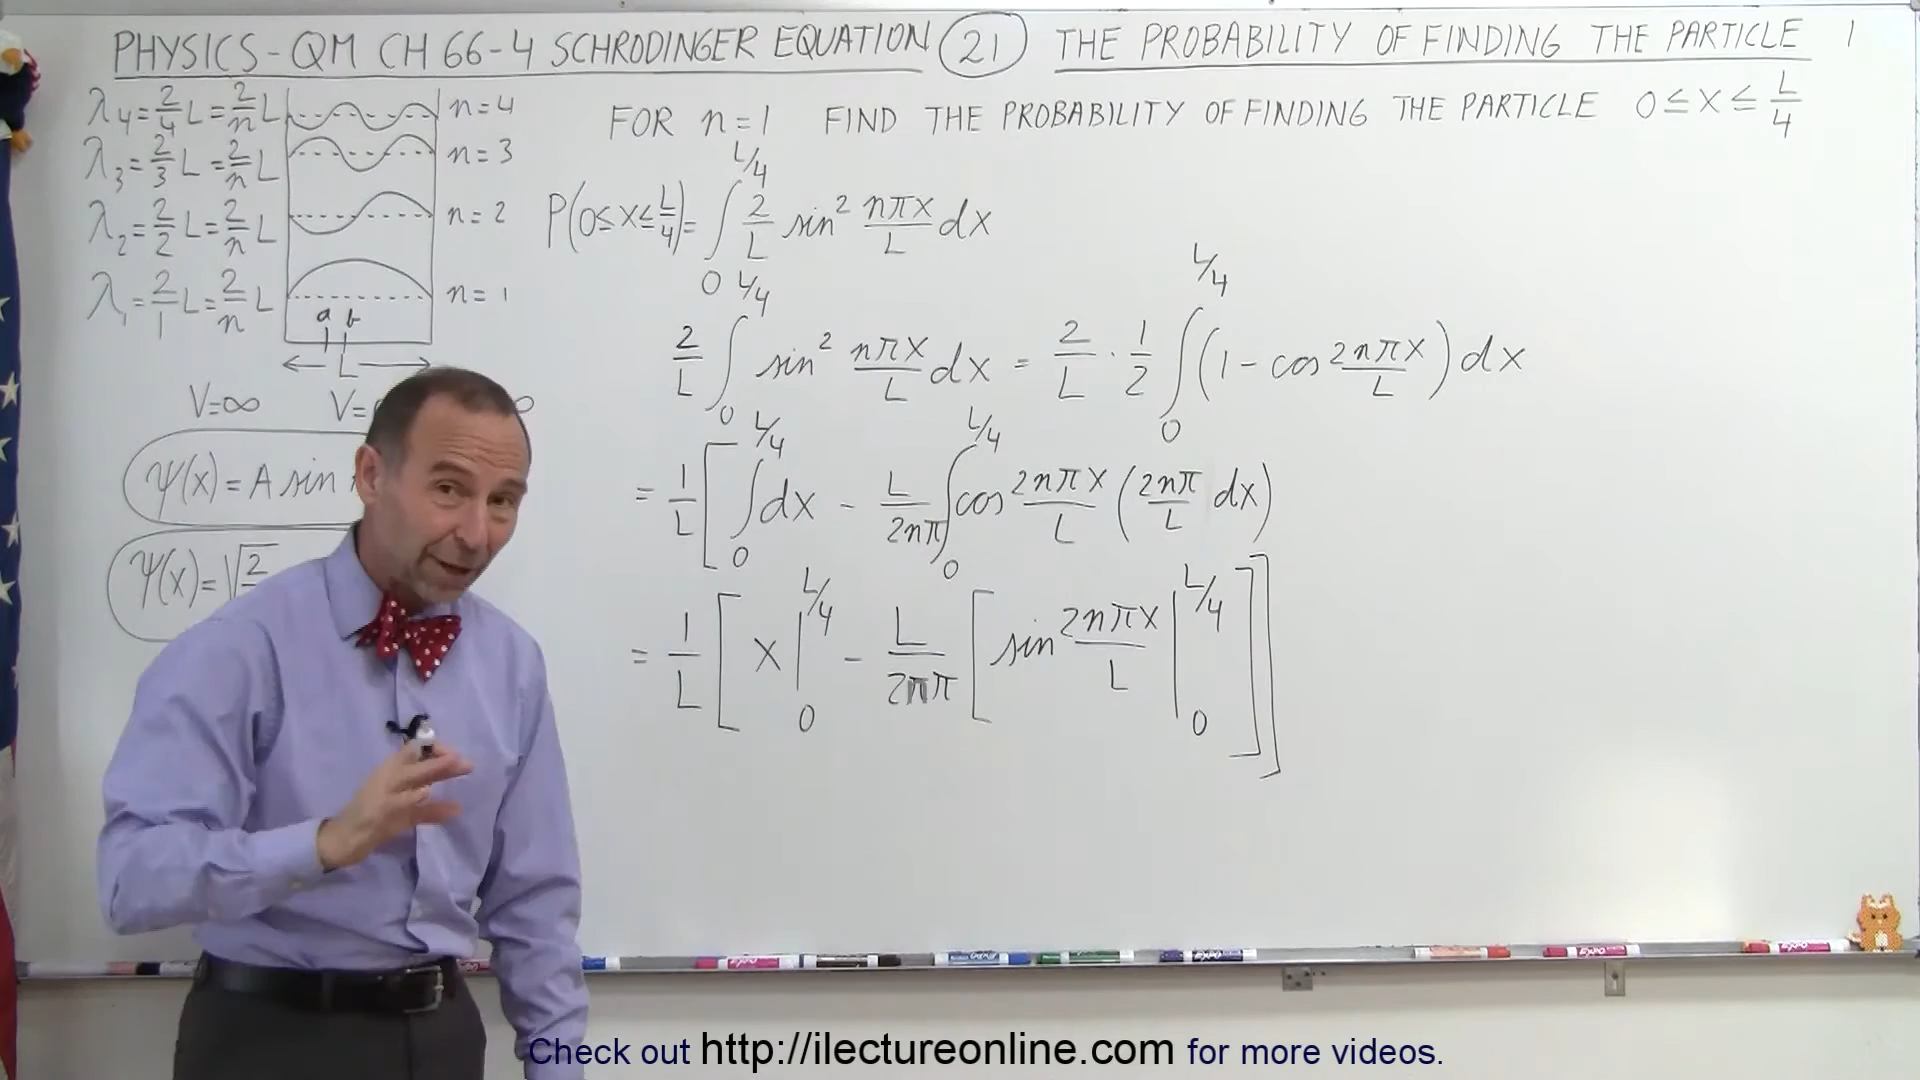 PHYSICS - QM CH 66-4 SCHRODINGER EQUATION 21 THE PROBABILITY OF FINDING THE PARTICLE 1
λ₄ = 2/4 L = 2/n L n = 4
λ₃ = 2/3 L = 2/n L n = 3
λ₂ = 2/2 L = 2/n L n = 2
λ₁ = 2/1 L = 2/n L n = 1
a b
L
V=∞ V=
ψ(x) = A sin
ψ(x) = √2
FOR n=1 FIND THE PROBABILITY OF FINDING THE PARTICLE 0 ≤ X ≤ L/4
P(0 ≤ X ≤ L/4) = ∫₀^(L/4) 2/L sin² nπx/L dx
2/L ∫₀^(L/4) sin² nπx/L dx = 2/L · 1/2 ∫₀^(L/4) (1 - cos 2nπx/L) dx
= 1/L [ ∫₀^(L/4) dx - L/2nπ ∫₀^(L/4) cos 2nπx/L (2nπ/L dx)
= 1/L [ x |₀^(L/4) - L/2nπ [ sin 2nπx/L |₀^(L/4) ] ]
EXPO
Check out http://ilectureonline.com for more videos.